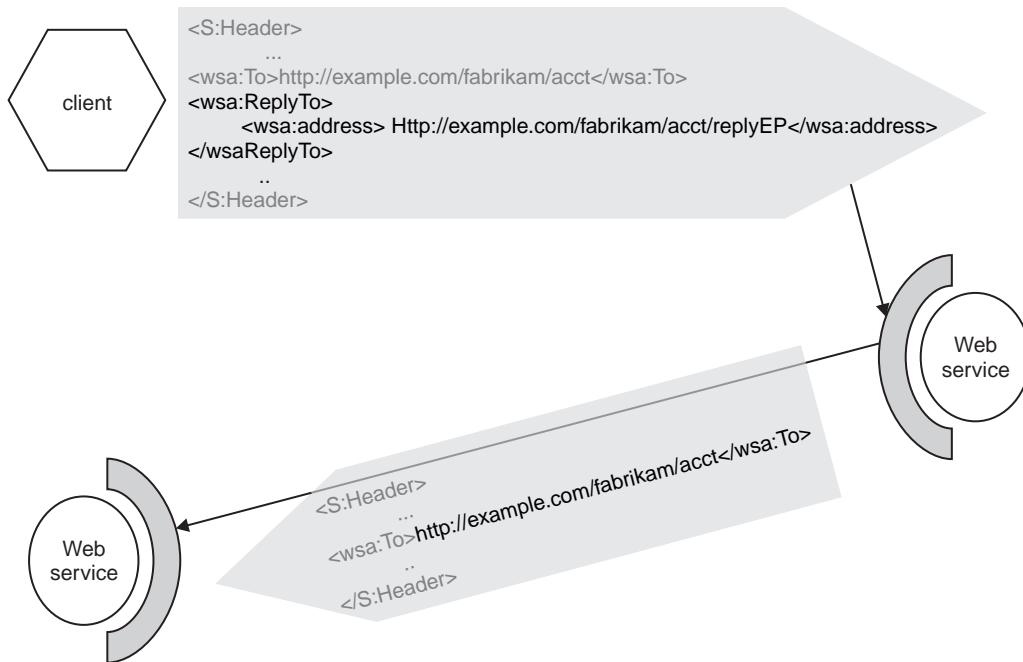 client
<S:Header>
...
<wsa:To>http://example.com/fabrikam/acct</wsa:To>
<wsa:ReplyTo>
<wsa:address> Http://example.com/fabrikam/acct/replyEP</wsa:address>
</wsaReplyTo>
..
</S:Header>
Web
service
<S:Header>
...
<wsa:To>http://example.com/fabrikam/acct</wsa:To>
..
</S:Header>
Web
service